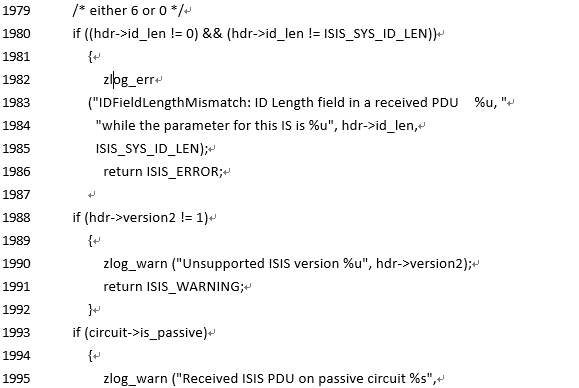 1979 /* either 6 or 0 */
1980 if ((hdr->id_len != 0) && (hdr->id_len != ISIS_SYS_ID_LEN))
1981 {
1982 zlog_err
1983 ("IDFieldLengthMismatch: ID Length field in a received PDU %u, "
1984 "while the parameter for this IS is %u", hdr->id_len,
1985 ISIS_SYS_ID_LEN);
1986 return ISIS_ERROR;
1987
1988 if (hdr->version2 != 1)
1989 {
1990 zlog_warn ("Unsupported ISIS version %u", hdr->version2);
1991 return ISIS_WARNING;
1992 }
1993 if (circuit->is_passive)
1994 {
1995 zlog_warn ("Received ISIS PDU on passive circuit %s",